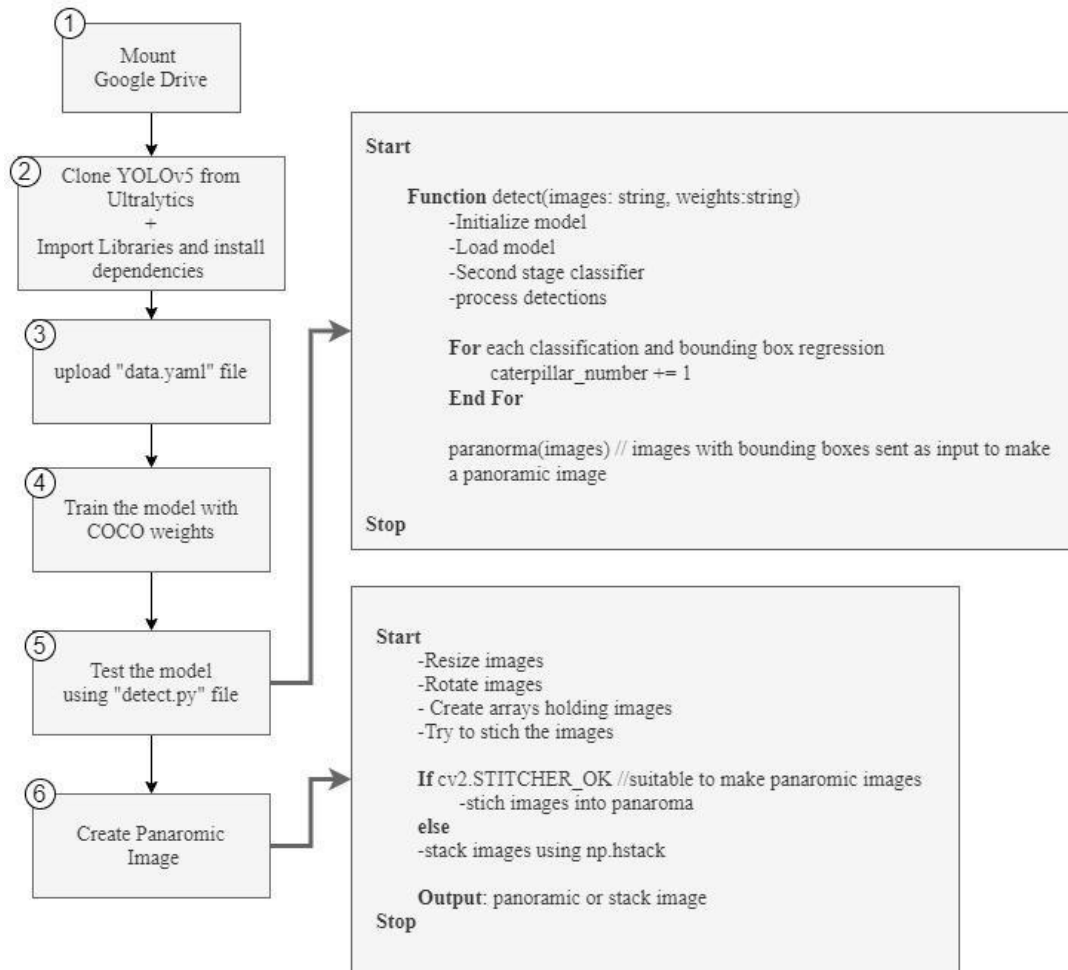 1
Mount
Google Drive
2
Clone YOLOv5 from
Ultralytics
+
Import Libraries and install
dependencies
3
upload "data.yaml" file
4
Train the model with
COCO weights
5
Test the model
using "detect.py" file
6
Create Panaromic
Image
Start
Function detect(images: string, weights:string)
-Initialize model
-Load model
-Second stage classifier
-process detections
For each classification and bounding box regression
caterpillar_number += 1
End For
paranorma(images) // images with bounding boxes sent as input to make
a panoramic image
Stop
Start
-Resize images
-Rotate images
- Create arrays holding images
-Try to stich the images
If cv2.STITCHER_OK //suitable to make panaromic images
-stich images into panaroma
else
-stack images using np.hstack
Output: panoramic or stack image
Stop